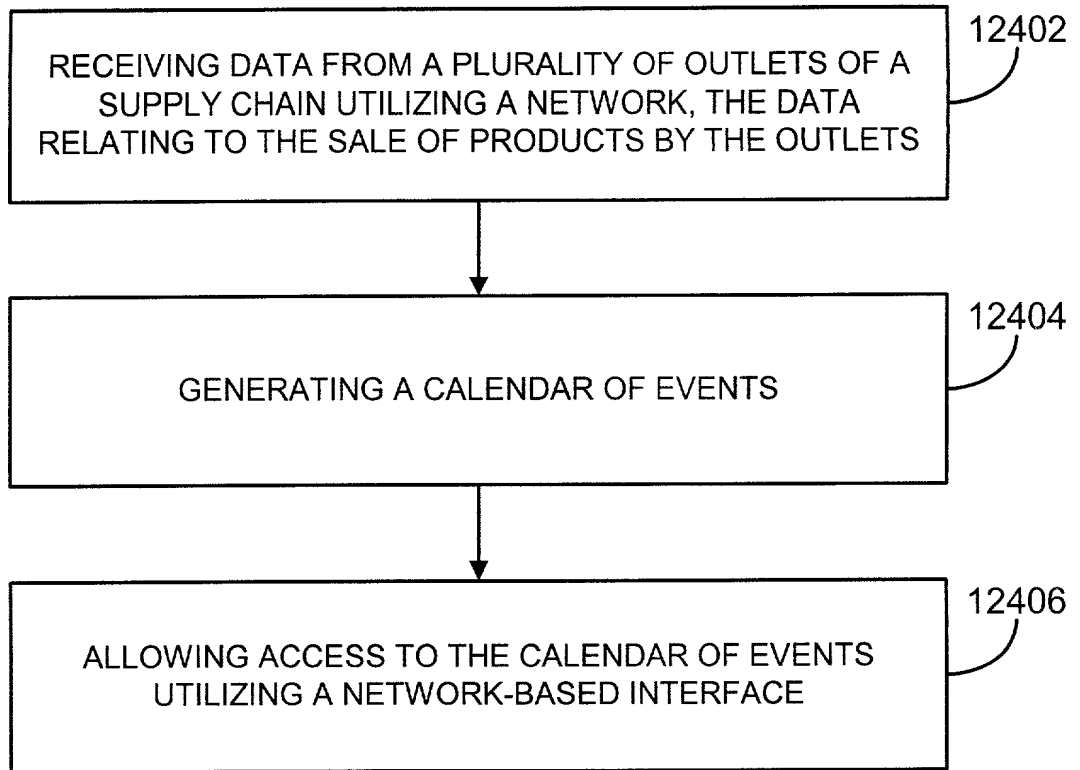 12402
RECEIVING DATA FROM A PLURALITY OF OUTLETS OF A
SUPPLY CHAIN UTILIZING A NETWORK, THE DATA
RELATING TO THE SALE OF PRODUCTS BY THE OUTLETS
12404
GENERATING A CALENDAR OF EVENTS
12406
ALLOWING ACCESS TO THE CALENDAR OF EVENTS
UTILIZING A NETWORK-BASED INTERFACE